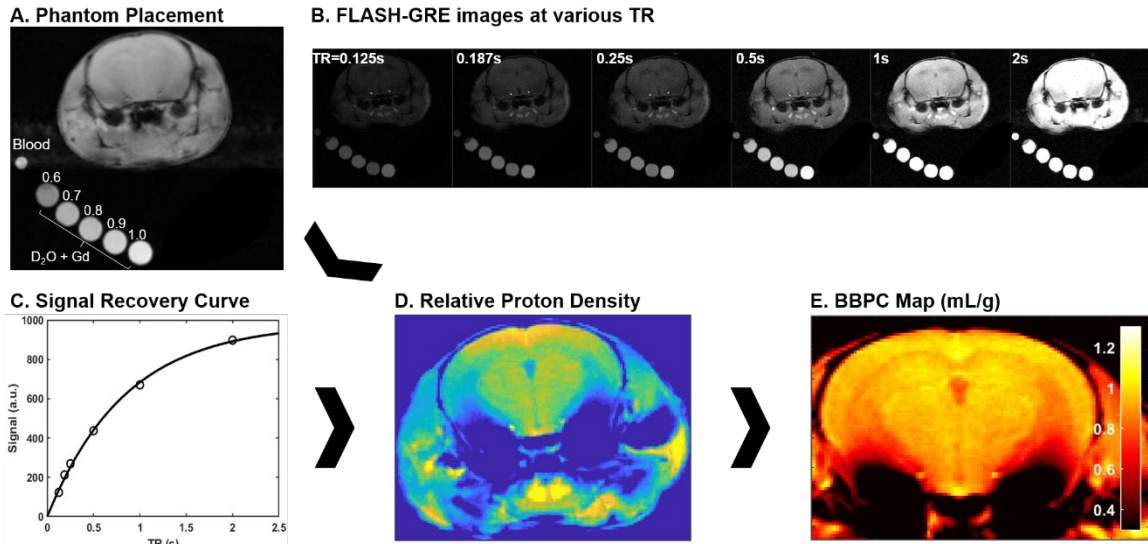 A. Phantom Placement
Blood
0.6
0.7
0.8
0.9
1.0
D₂O + Gd
B. FLASH-GRE images at various TR
TR=0.125s
0.187s
0.25s
0.5s
1s
2s
C. Signal Recovery Curve
Signal (a.u.)
1000
800
600
400
200
0
0
0.5
1
1.5
2
2.5
TR (s)
D. Relative Proton Density
E. BBPC Map (mL/g)
1.2
1
0.8
0.6
0.4